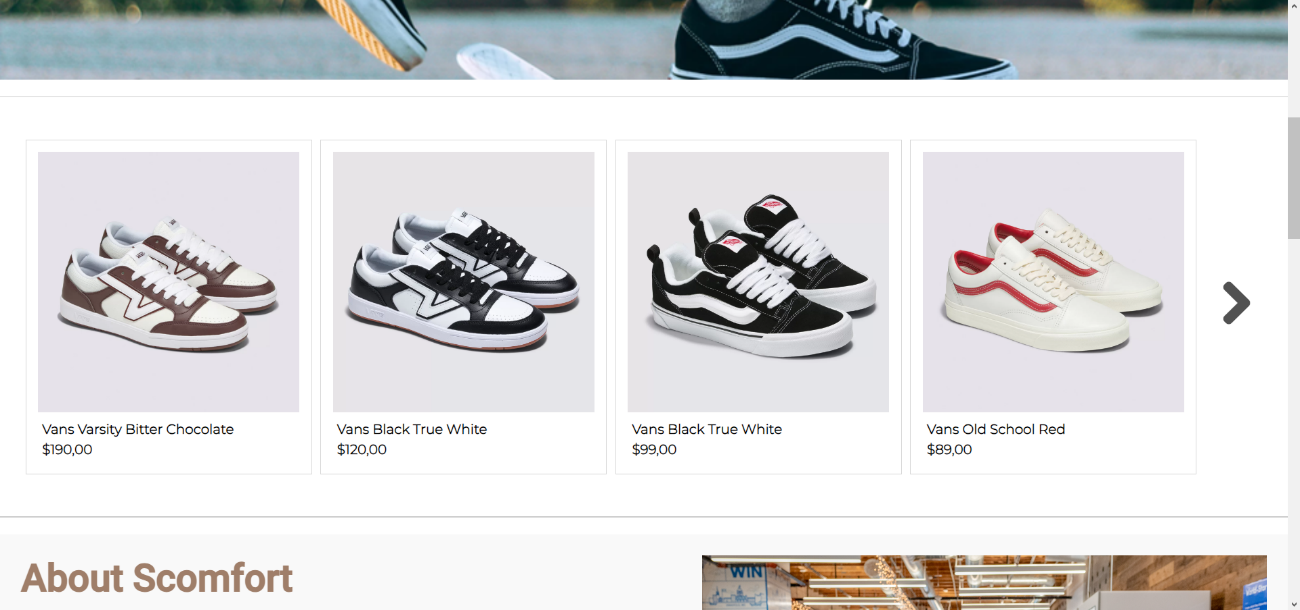 Vans Varsity Bitter Chocolate
$190,00
Vans Black True White
$120,00
Vans Black True White
$99,00
Vans Old School Red
$89,00
About Scomfort
WIN